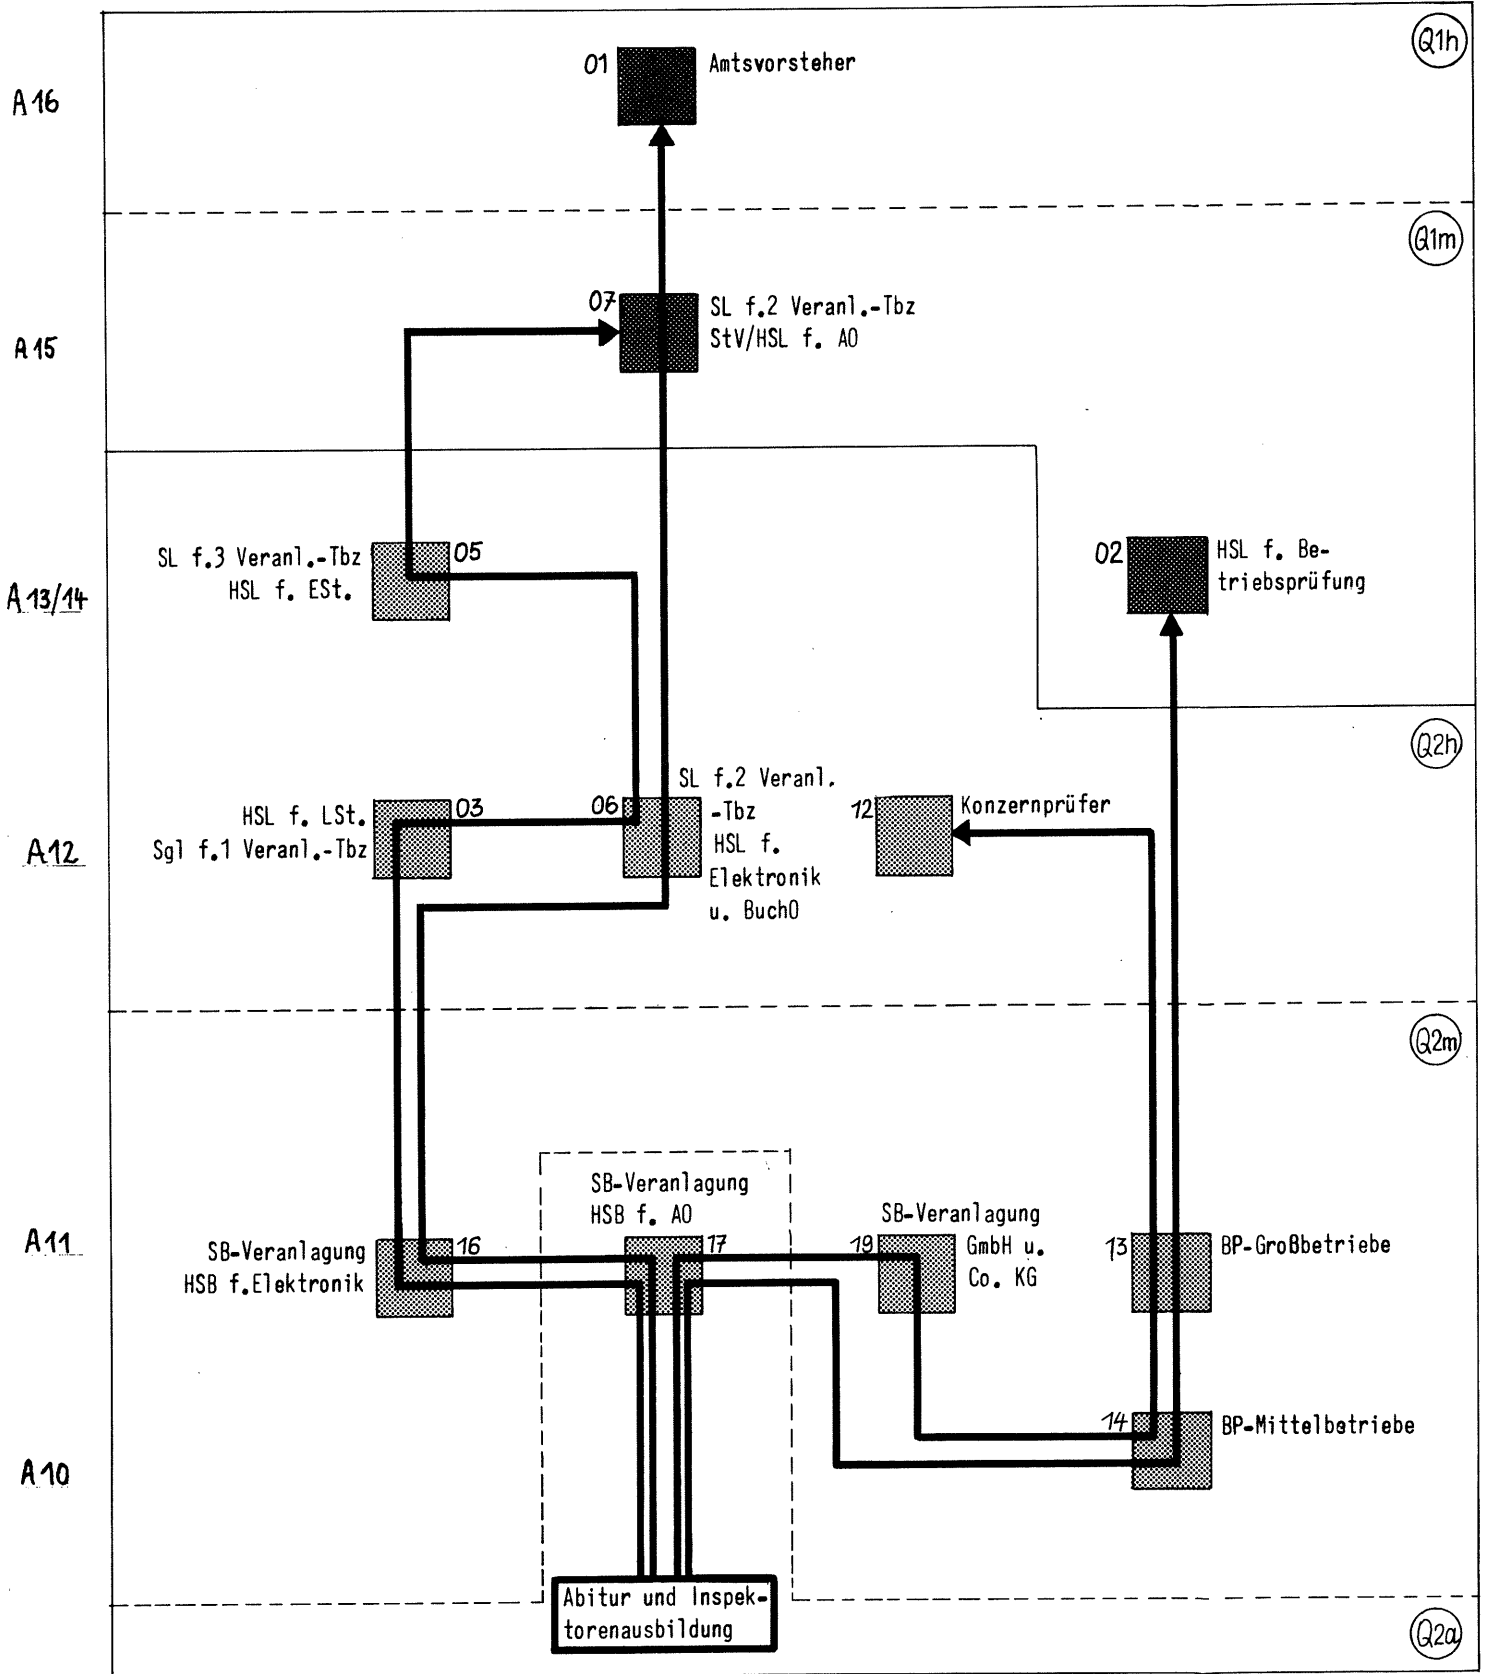 Q1h
01
Amtsvorsteher
A16
Q1m
07
SL f.2 Veranl.-Tbz
StV/HSL f. AO
A15
05
SL f.3 Veranl.-Tbz
HSL f. ESt.
02
HSL f. Be-
triebsprüfung
A13/14
Q2h
HSL f. LSt.
Sgl f.1 Veranl.-Tbz
03
06
SL f.2 Veranl.
-Tbz
HSL f.
Elektronik
u. BuchO
12
Konzernprüfer
A12
Q2m
SB-Veranlagung
HSB f. AO
17
A11
SB-Veranlagung
HSB f.Elektronik
16
19
SB-Veranlagung
GmbH u.
Co. KG
13
BP-Großbetriebe
14
BP-Mittelbetriebe
A10
Abitur und Inspek-
torenausbildung
Q2a